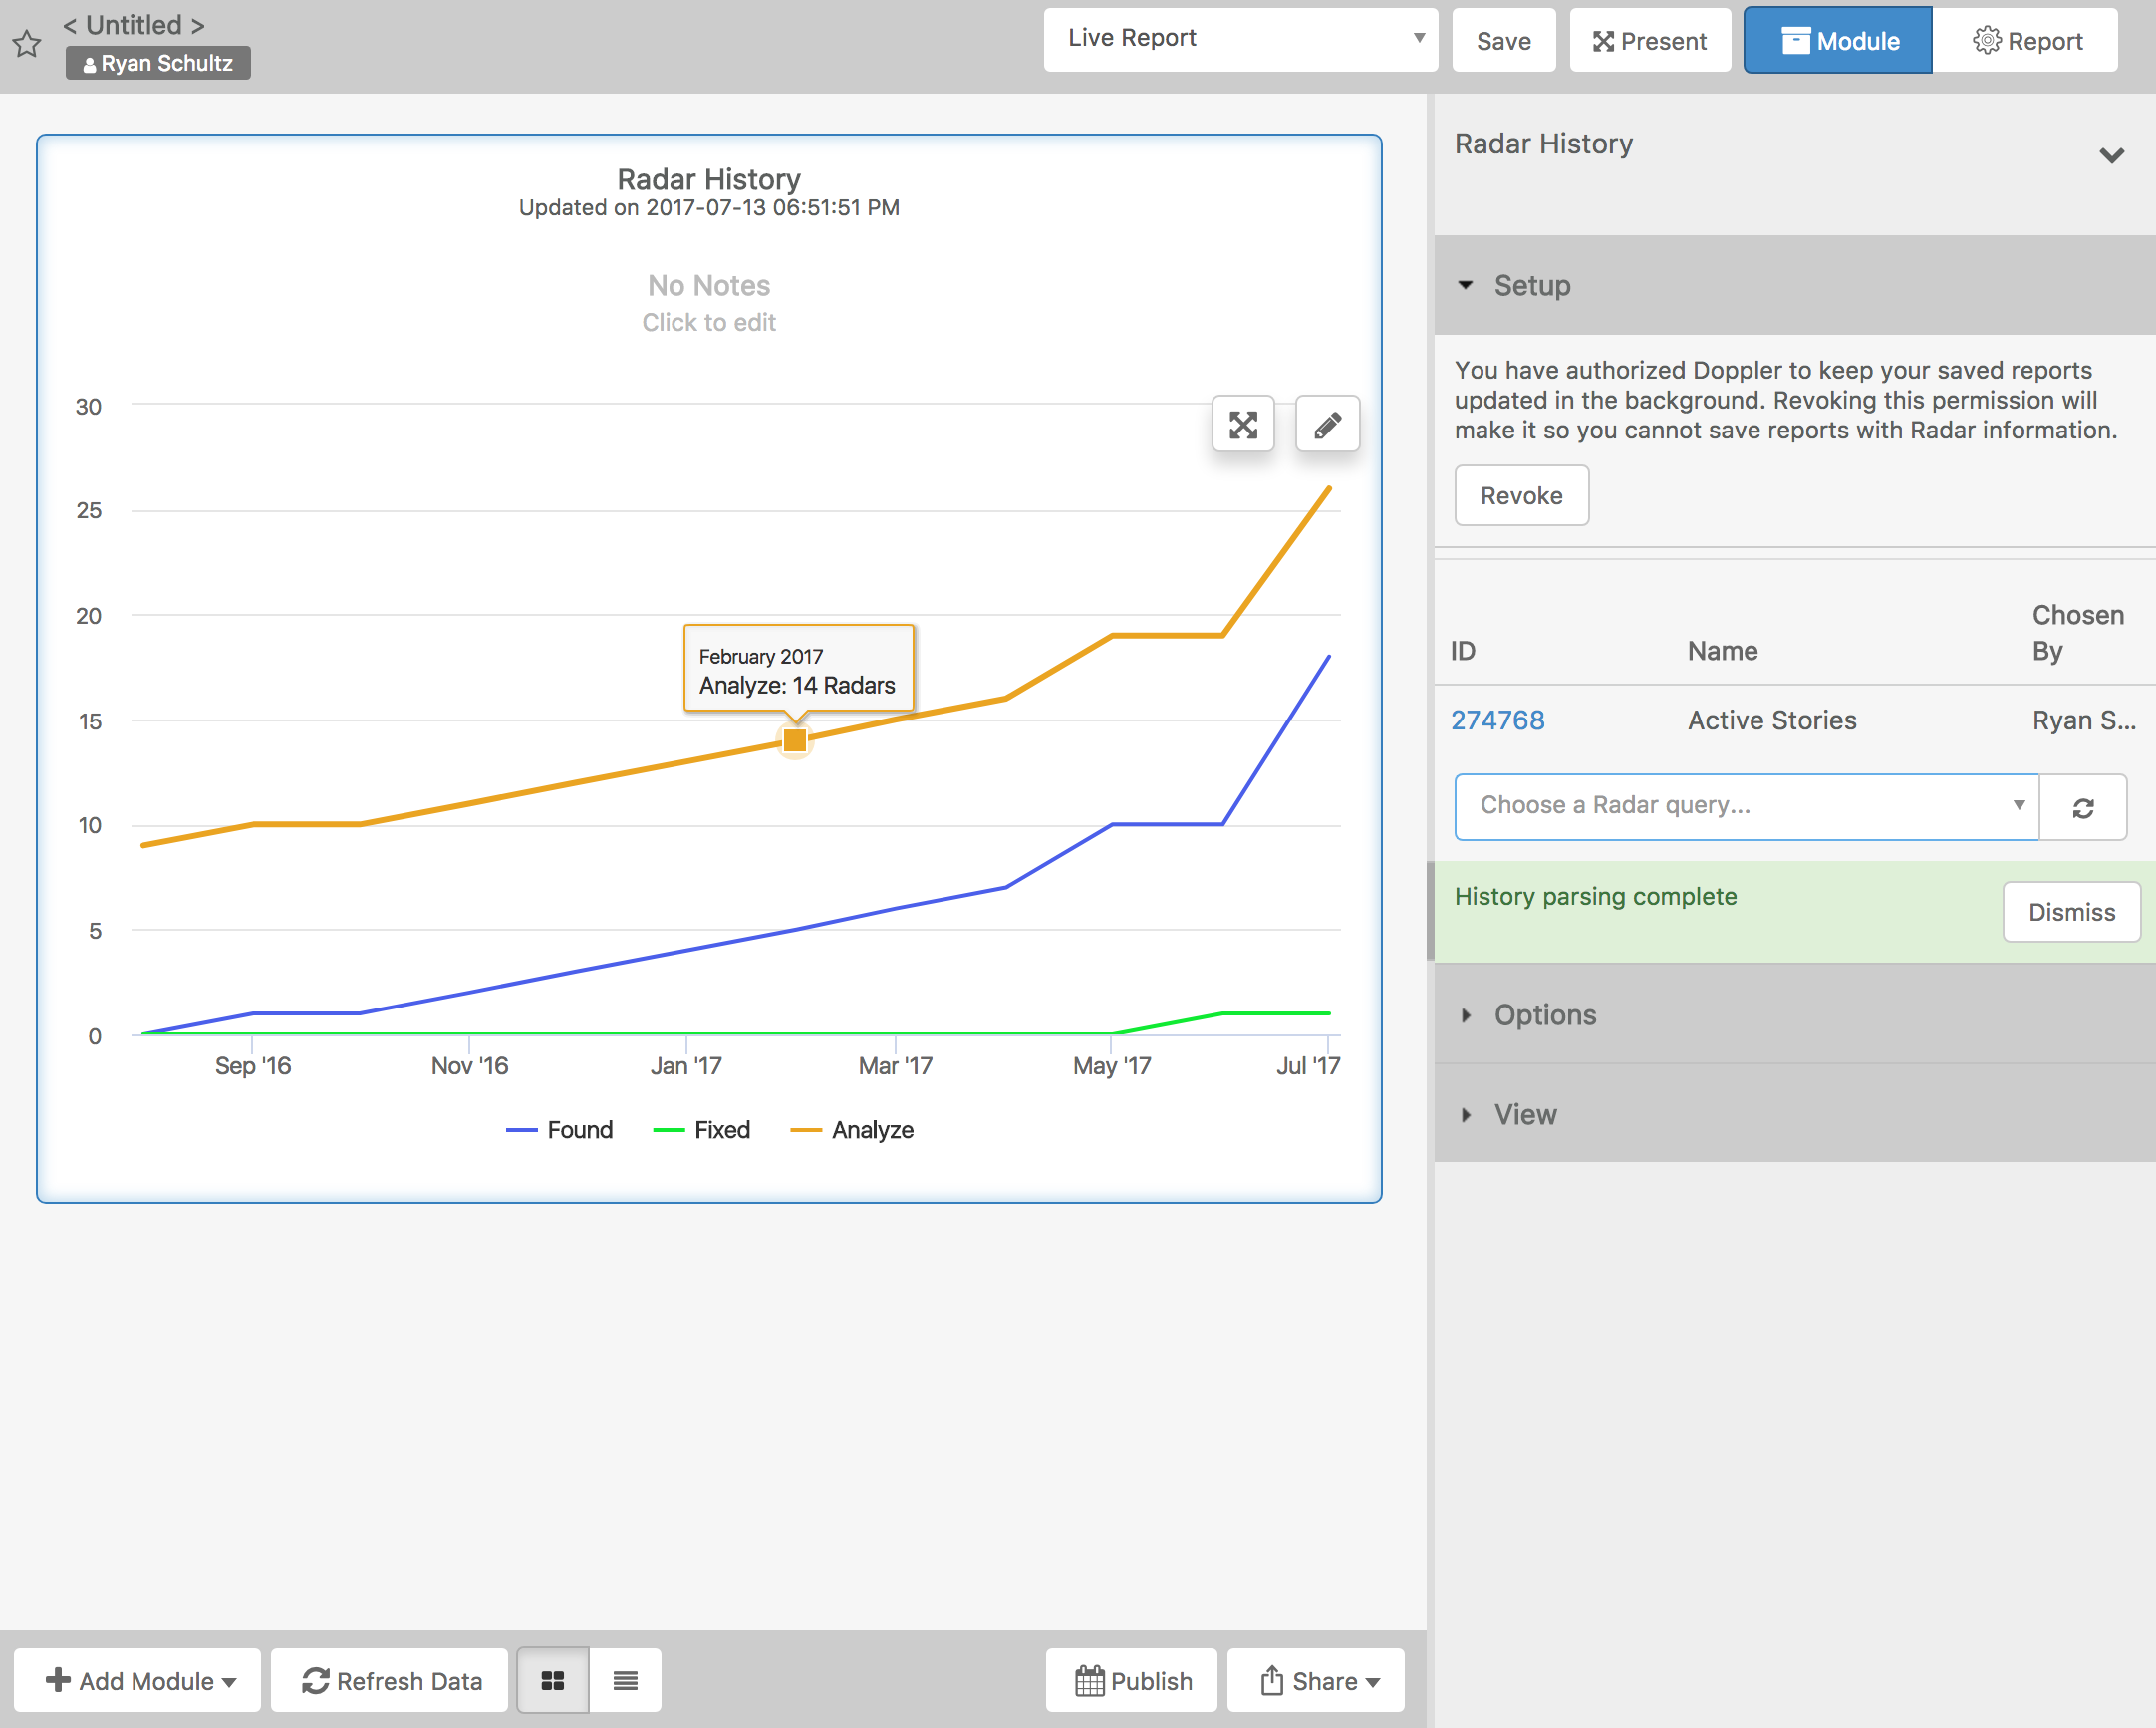 < Untitled >
Ryan Schultz
Live Report
Save
Present
Module
Report
Radar History
Updated on 2017-07-13 06:51:51 PM
No Notes
Click to edit
30
25
20
15
10
5
0
February 2017
Analyze: 14 Radars
Sep '16
Nov '16
Jan '17
Mar '17
May '17
Jul '17
Found
Fixed
Analyze
Radar History
Setup
You have authorized Doppler to keep your saved reports
updated in the background. Revoking this permission will
make it so you cannot save reports with Radar information.
Revoke
ID
Name
Chosen
By
274768
Active Stories
Ryan S...
Choose a Radar query...
History parsing complete
Dismiss
Options
View
Add Module
Refresh Data
Publish
Share